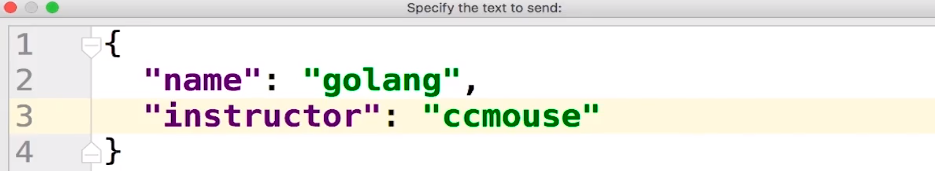 Specify the text to send:
1 {
2 "name": "golang",
3 "instructor": "ccmouse"
4 }